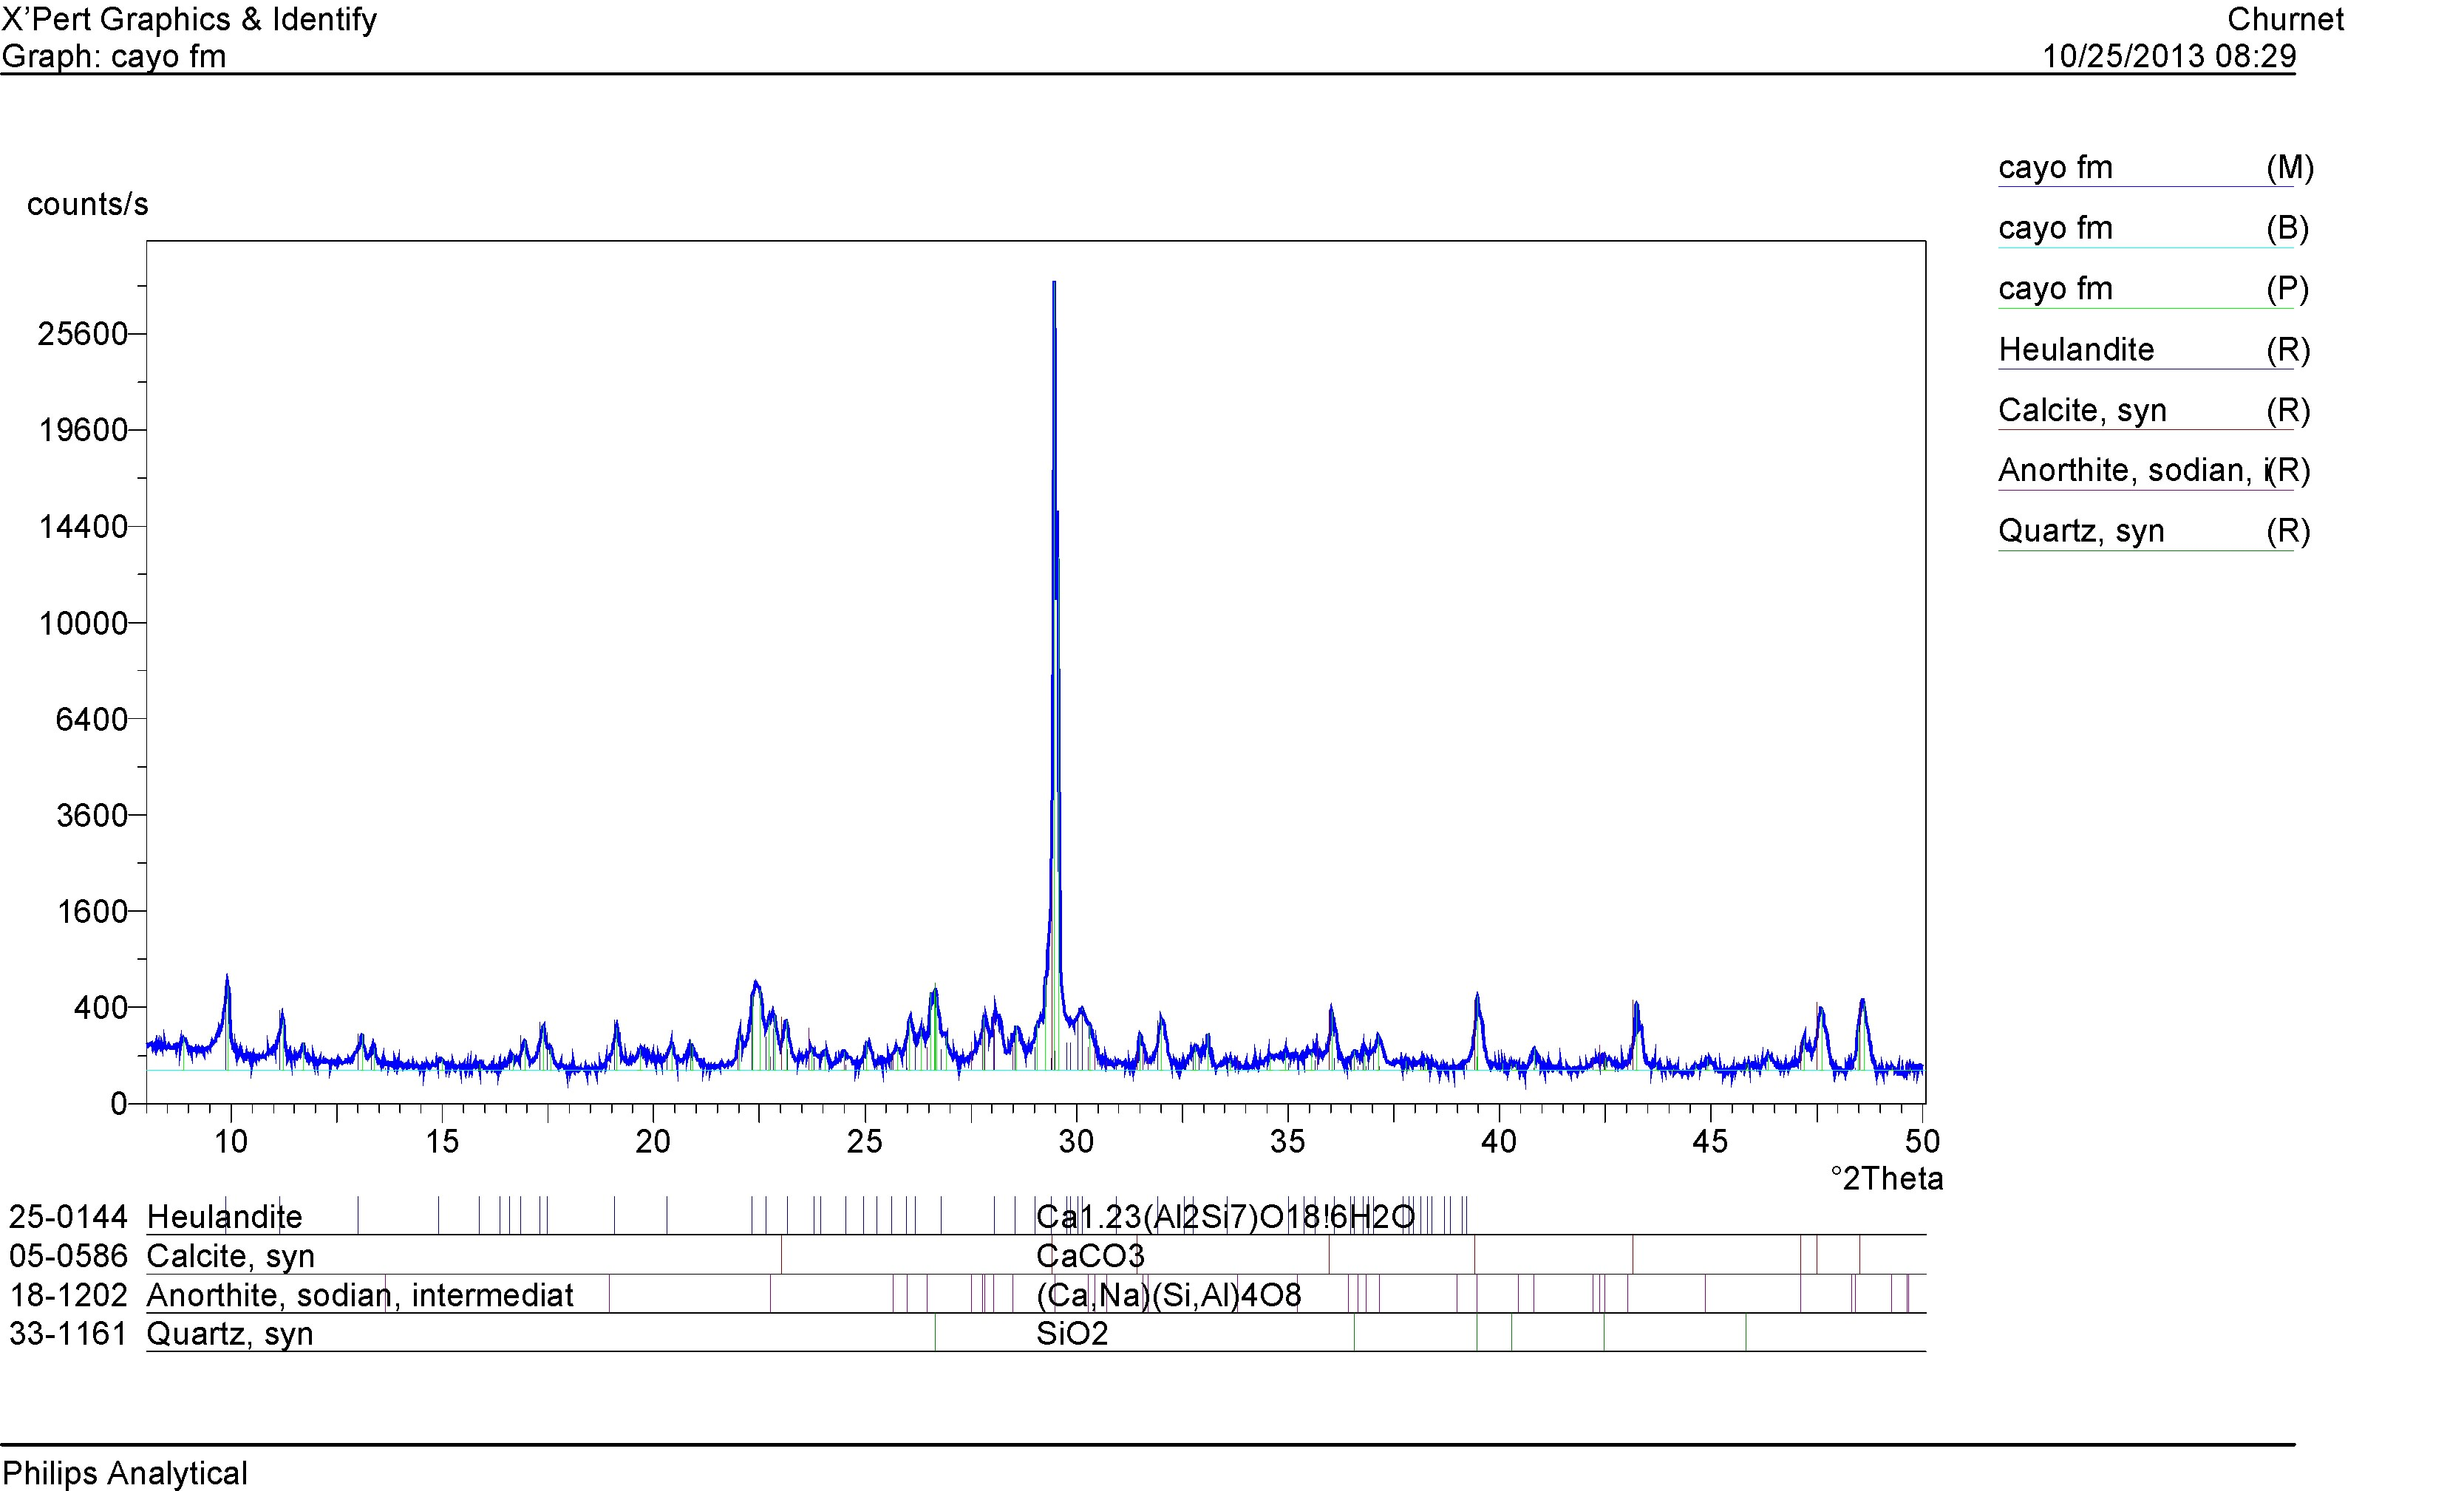 X'Pert Graphics & Identify Churnet
Graph: cayo fm 10/25/2013 08:29
counts/s
cayo fm (M)
cayo fm (B)
cayo fm (P)
Heulandite (R)
Calcite, syn (R)
Anorthite, sodian, i(R)
Quartz, syn (R)
25600
19600
14400
10000
6400
3600
1600
400
0
10 15 20 25 30 35 40 45 50
°2Theta
25-0144 Heulandite Ca1.23(Al2Si7)O18!6H2O
05-0586 Calcite, syn CaCO3
18-1202 Anorthite, sodian, intermediat (Ca,Na)(Si,Al)4O8
33-1161 Quartz, syn SiO2
Philips Analytical